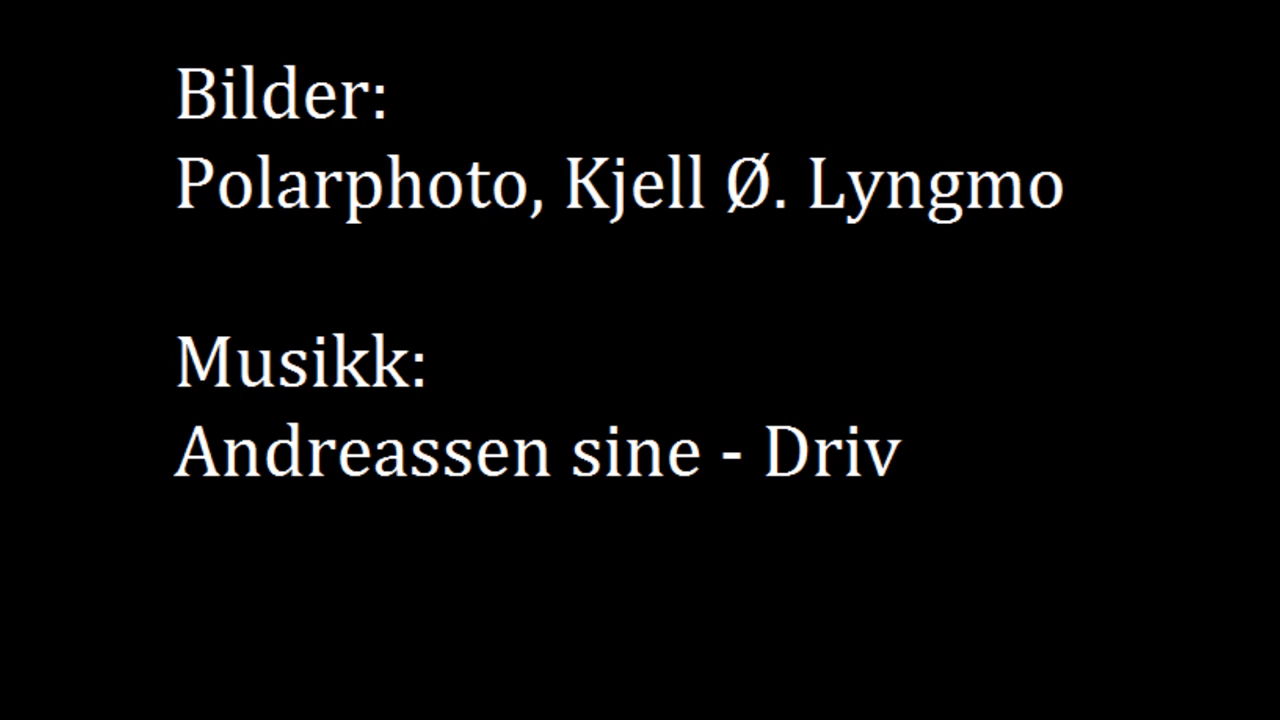 Bilder:
Polarphoto, Kjell Ø. Lyngmo
Musikk:
Andreassen sine - Driv